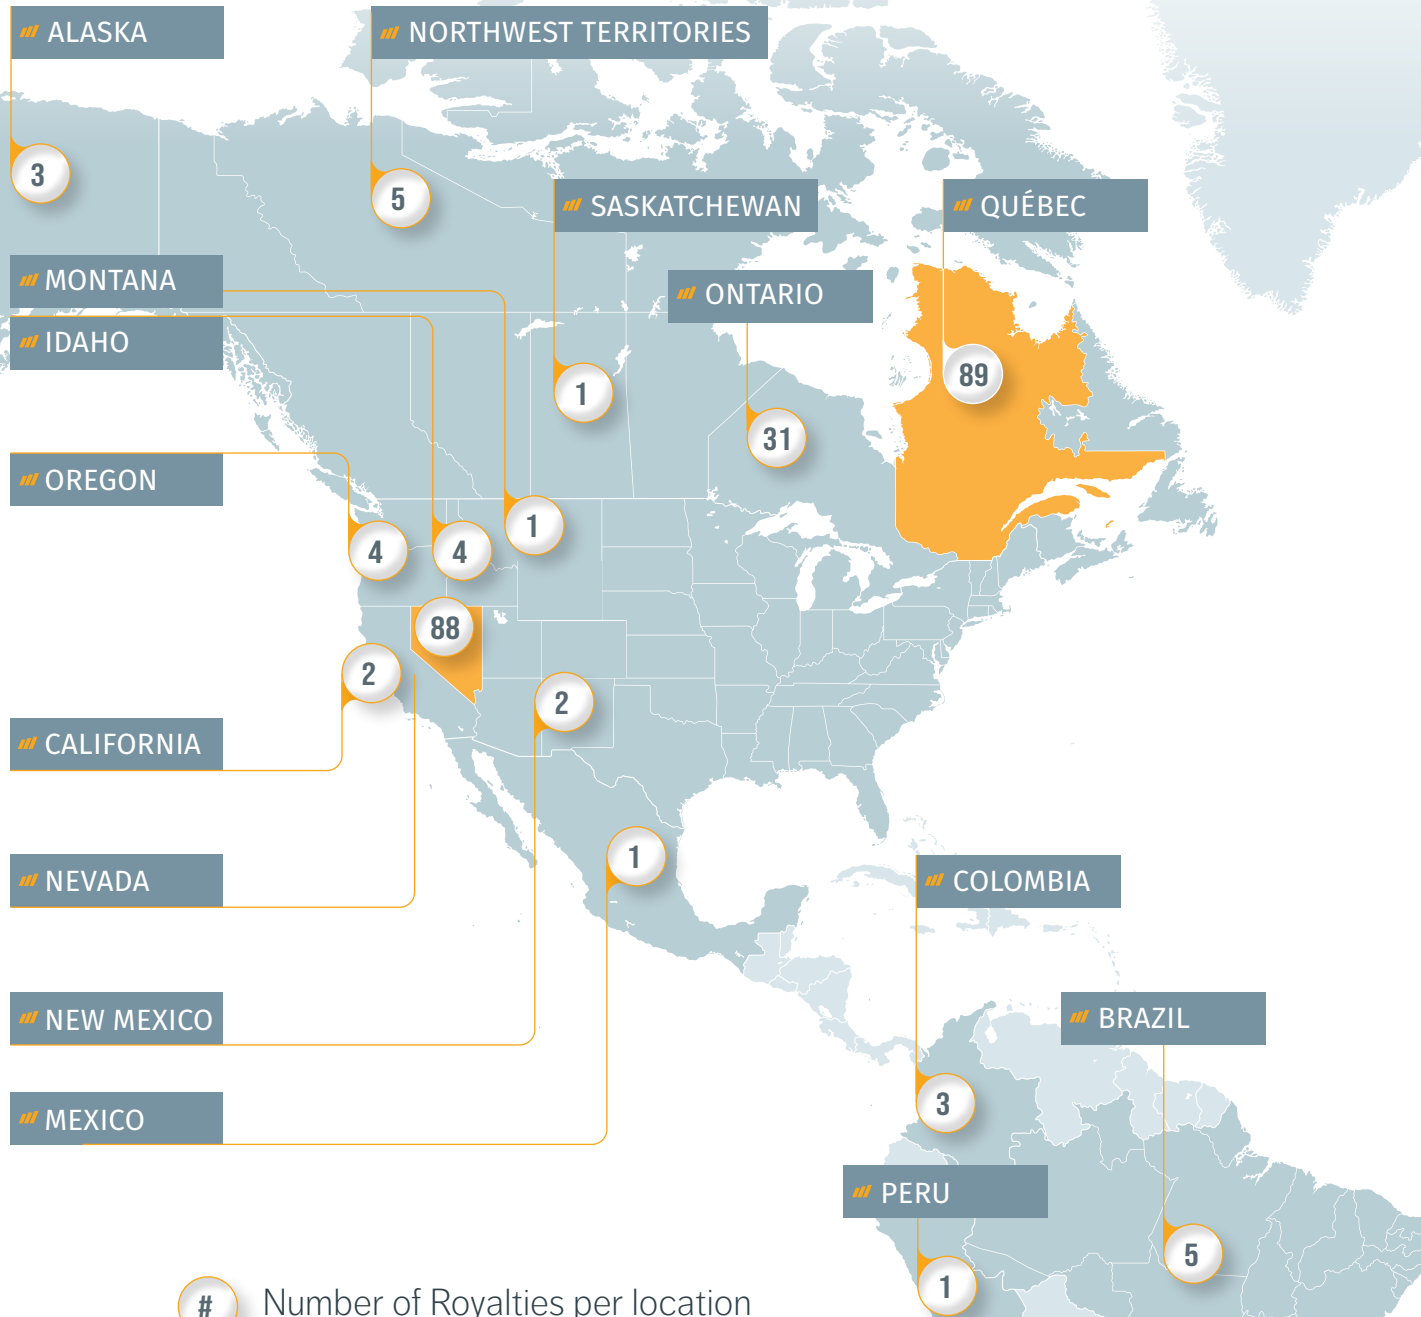 ALASKA
NORTHWEST TERRITORIES
3
5
SASKATCHEWAN
QUÉBEC
MONTANA
ONTARIO
IDAHO
89
1
31
OREGON
1
4
4
88
2
2
CALIFORNIA
1
NEVADA
COLOMBIA
NEW MEXICO
BRAZIL
3
MEXICO
PERU
5
1
# Number of Royalties per location